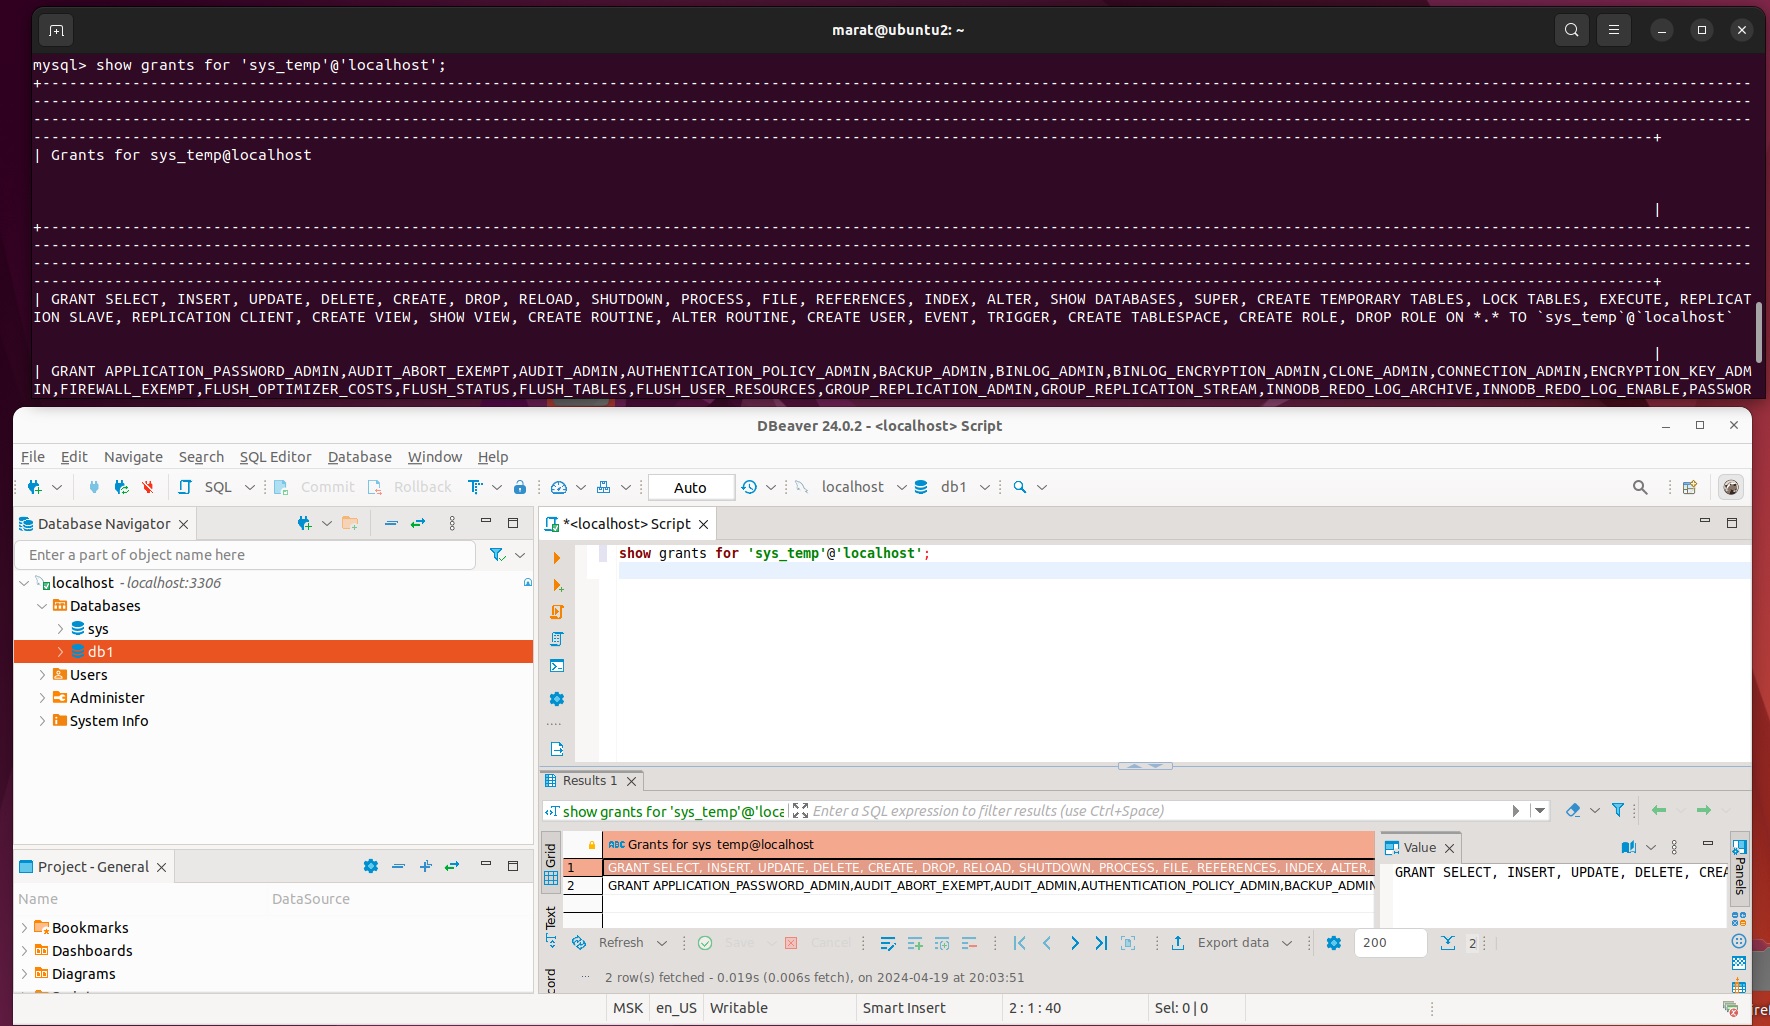 marat@ubuntu2: ~
mysql> show grants for 'sys_temp'@'localhost';
| Grants for sys_temp@localhost
|
| GRANT SELECT, INSERT, UPDATE, DELETE, CREATE, DROP, RELOAD, SHUTDOWN, PROCESS, FILE, REFERENCES, INDEX, ALTER, SHOW DATABASES, SUPER, CREATE TEMPORARY TABLES, LOCK TABLES, EXECUTE, REPLICAT
ION SLAVE, REPLICATION CLIENT, CREATE VIEW, SHOW VIEW, CREATE ROUTINE, ALTER ROUTINE, CREATE USER, EVENT, TRIGGER, CREATE TABLESPACE, CREATE ROLE, DROP ROLE ON *.* TO `sys_temp`@`localhost`
|
| GRANT APPLICATION_PASSWORD_ADMIN,AUDIT_ABORT_EXEMPT,AUDIT_ADMIN,AUTHENTICATION_POLICY_ADMIN,BACKUP_ADMIN,BINLOG_ADMIN,BINLOG_ENCRYPTION_ADMIN,CLONE_ADMIN,CONNECTION_ADMIN,ENCRYPTION_KEY_ADM
IN,FIREWALL_EXEMPT,FLUSH_OPTIMIZER_COSTS,FLUSH_STATUS,FLUSH_TABLES,FLUSH_USER_RESOURCES,GROUP_REPLICATION_ADMIN,GROUP_REPLICATION_STREAM,INNODB_REDO_LOG_ARCHIVE,INNODB_REDO_LOG_ENABLE,PASSWOR
DBeaver 24.0.2 - <localhost> Script
File Edit Navigate Search SQL Editor Database Window Help
SQL Commit Rollback Auto localhost db1
Database Navigator
Enter a part of object name here
localhost - localhost:3306
Databases
sys
db1
Users
Administer
System Info
Project - General
Name DataSource
Bookmarks
Dashboards
Diagrams
*<localhost> Script
show grants for 'sys_temp'@'localhost';
Results 1
show grants for 'sys_temp'@'loca Enter a SQL expression to filter results (use Ctrl+Space)
Grid
Text
ord
ABC Grants for sys_temp@localhost
1 GRANT SELECT, INSERT, UPDATE, DELETE, CREATE, DROP, RELOAD, SHUTDOWN, PROCESS, FILE, REFERENCES, INDEX, ALTER,
2 GRANT APPLICATION_PASSWORD_ADMIN,AUDIT_ABORT_EXEMPT,AUDIT_ADMIN,AUTHENTICATION_POLICY_ADMIN,BACKUP_ADMIN
Value
GRANT SELECT, INSERT, UPDATE, DELETE, CREA
Panels
Refresh Save Cancel Export data 200 2
2 row(s) fetched - 0.019s (0.006s fetch), on 2024-04-19 at 20:03:51
MSK en_US Writable Smart Insert 2 : 1 : 40 Sel: 0 | 0